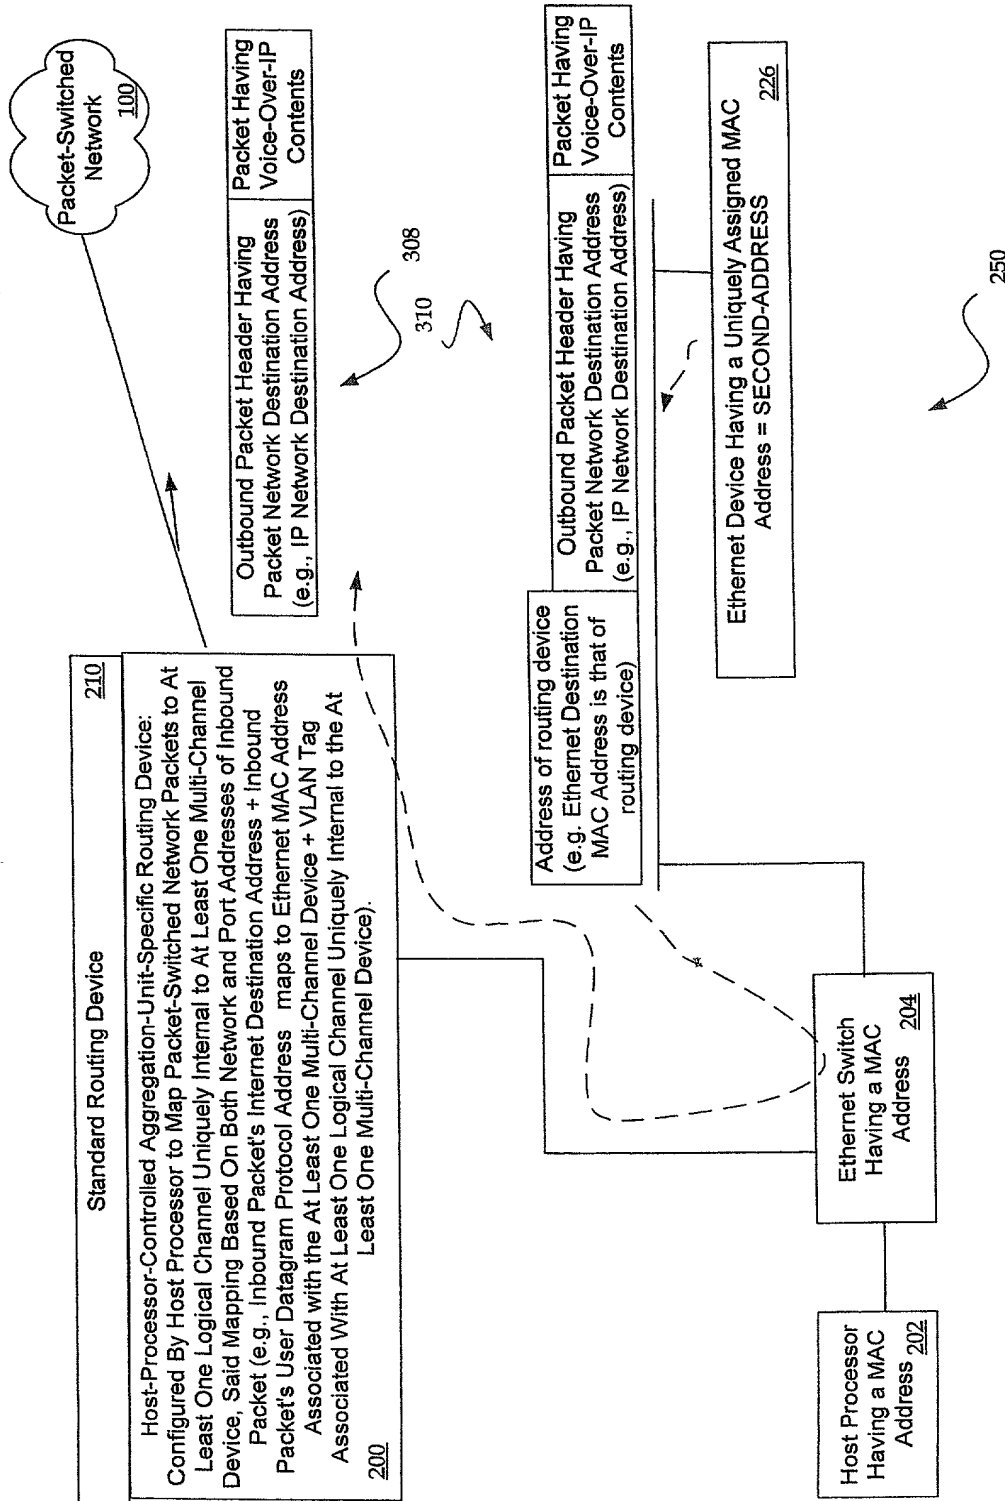 Standard Routing Device
210
Host-Processor-Controlled Aggregation-Unit-Specific Routing Device:
Configured By Host Processor to Map Packet-Switched Network Packets to At
Least One Logical Channel Uniquely Internal to At Least One Multi-Channel
Device, Said Mapping Based On Both Network and Port Addresses of Inbound
Packet (e.g., Inbound Packet's Internet Destination Address + Inbound
Packet's User Datagram Protocol Address maps to Ethernet MAC Address
Associated with the At Least One Multi-Channel Device + VLAN Tag
Associated With At Least One Logical Channel Uniquely Internal to the At
Least One Multi-Channel Device).
200
Packet-Switched
Network
100
Outbound Packet Header Having
Packet Network Destination Address
(e.g., IP Network Destination Address)
Packet Having
Voice-Over-IP
Contents
308
310
Address of routing device
(e.g. Ethernet Destination
MAC Address is that of
routing device)
Outbound Packet Header Having
Packet Network Destination Address
(e.g., IP Network Destination Address)
Packet Having
Voice-Over-IP
Contents
Ethernet Device Having a Uniquely Assigned MAC
Address = SECOND-ADDRESS
226
Host Processor
Having a MAC
Address
202
Ethernet Switch
Having a MAC
Address
204
250